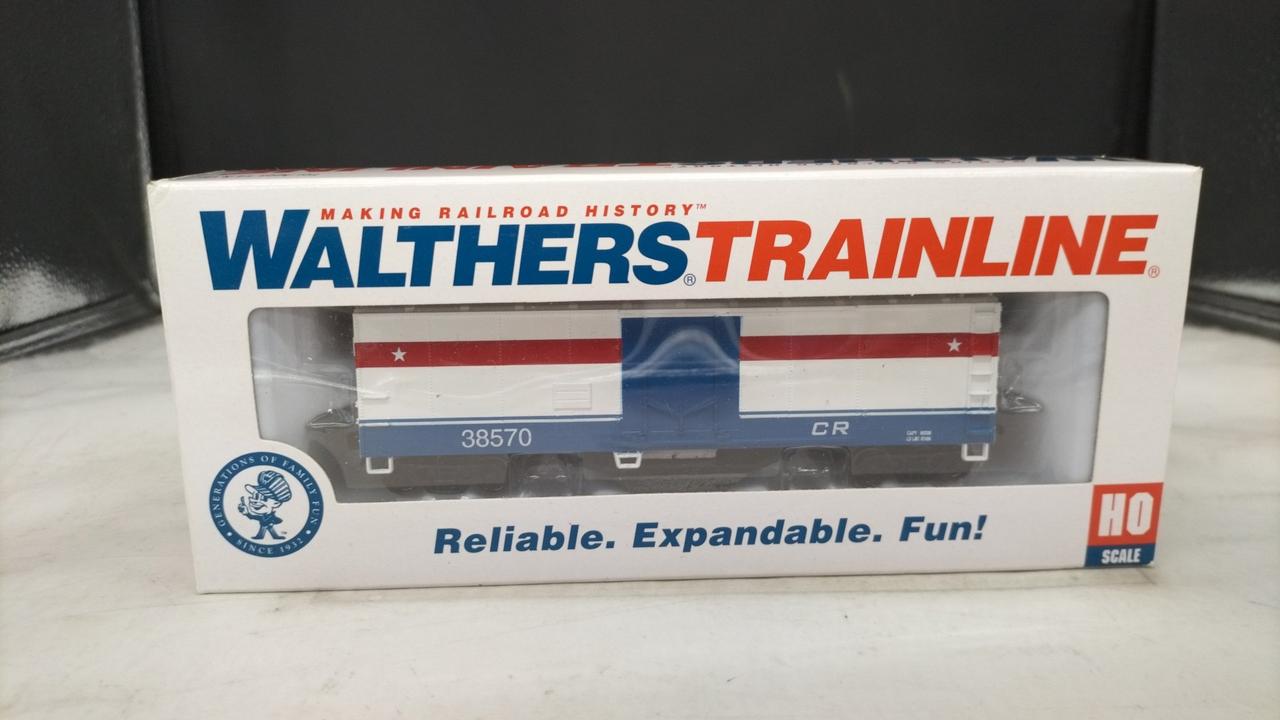 MAKING RAILROAD HISTORY™
WALTHERS® TRAINLINE®
38570
CR
GENERATIONS OF FAMILY FUN
• SINCE 1932 •
Reliable. Expandable. Fun!
HO
SCALE